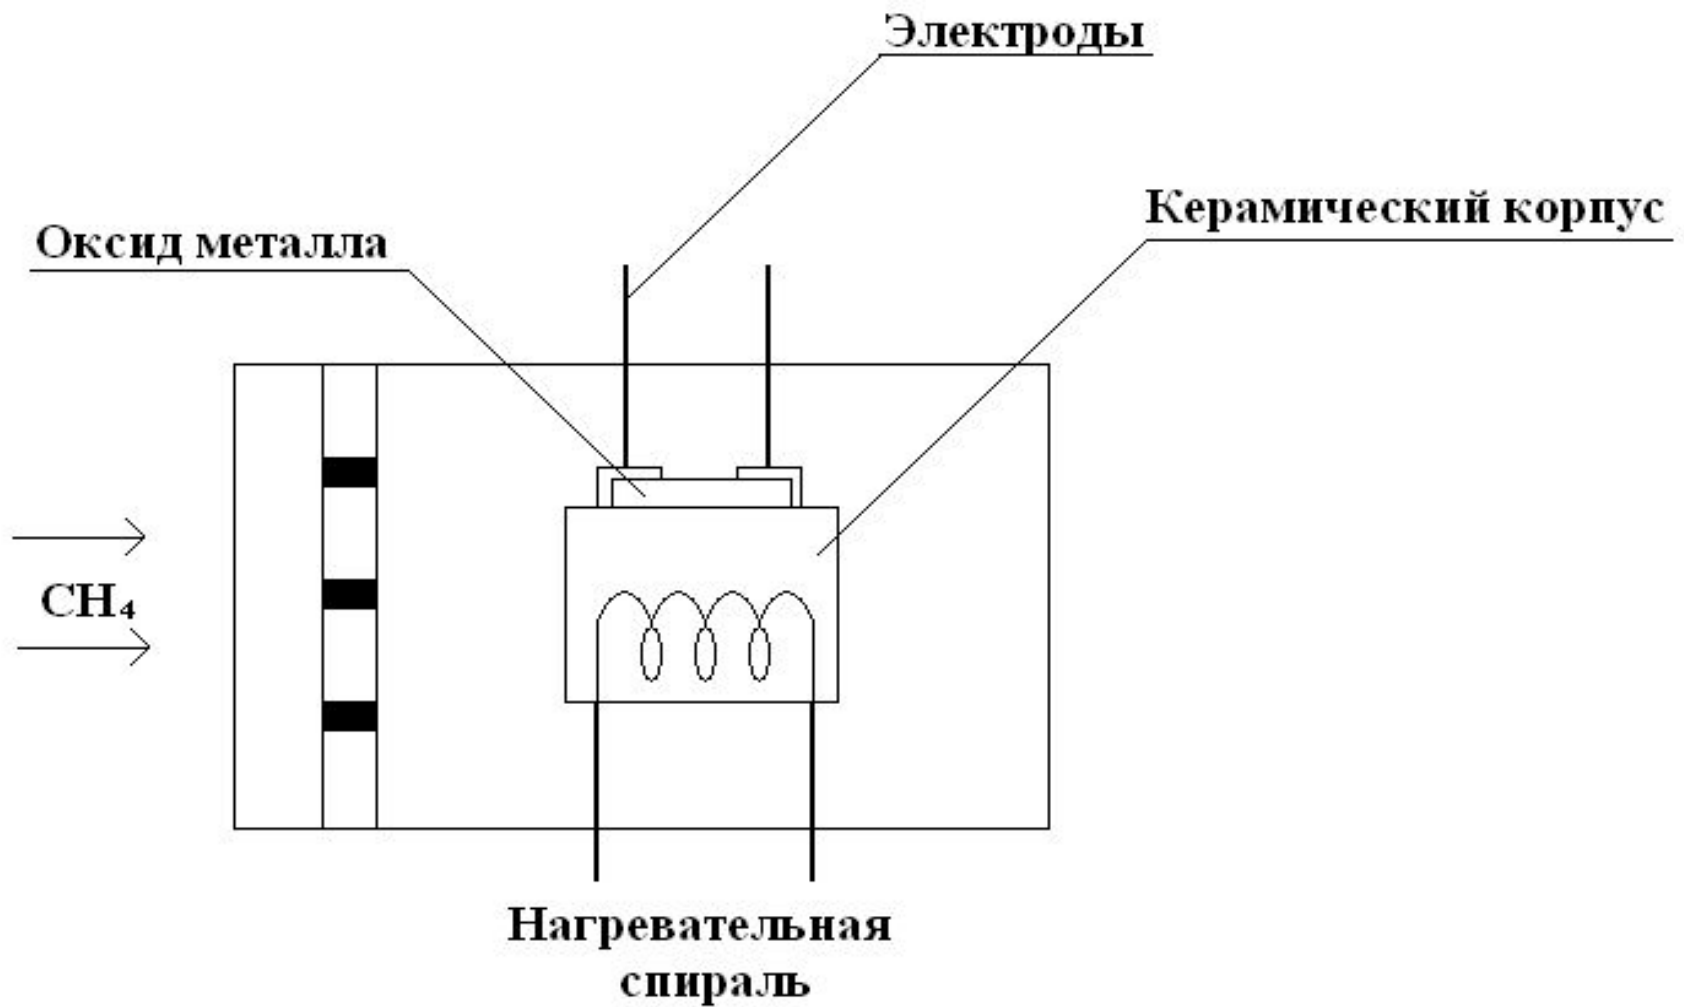 Электроды
Керамический корпус
Оксид металла
CH₄
Нагревательная
спираль